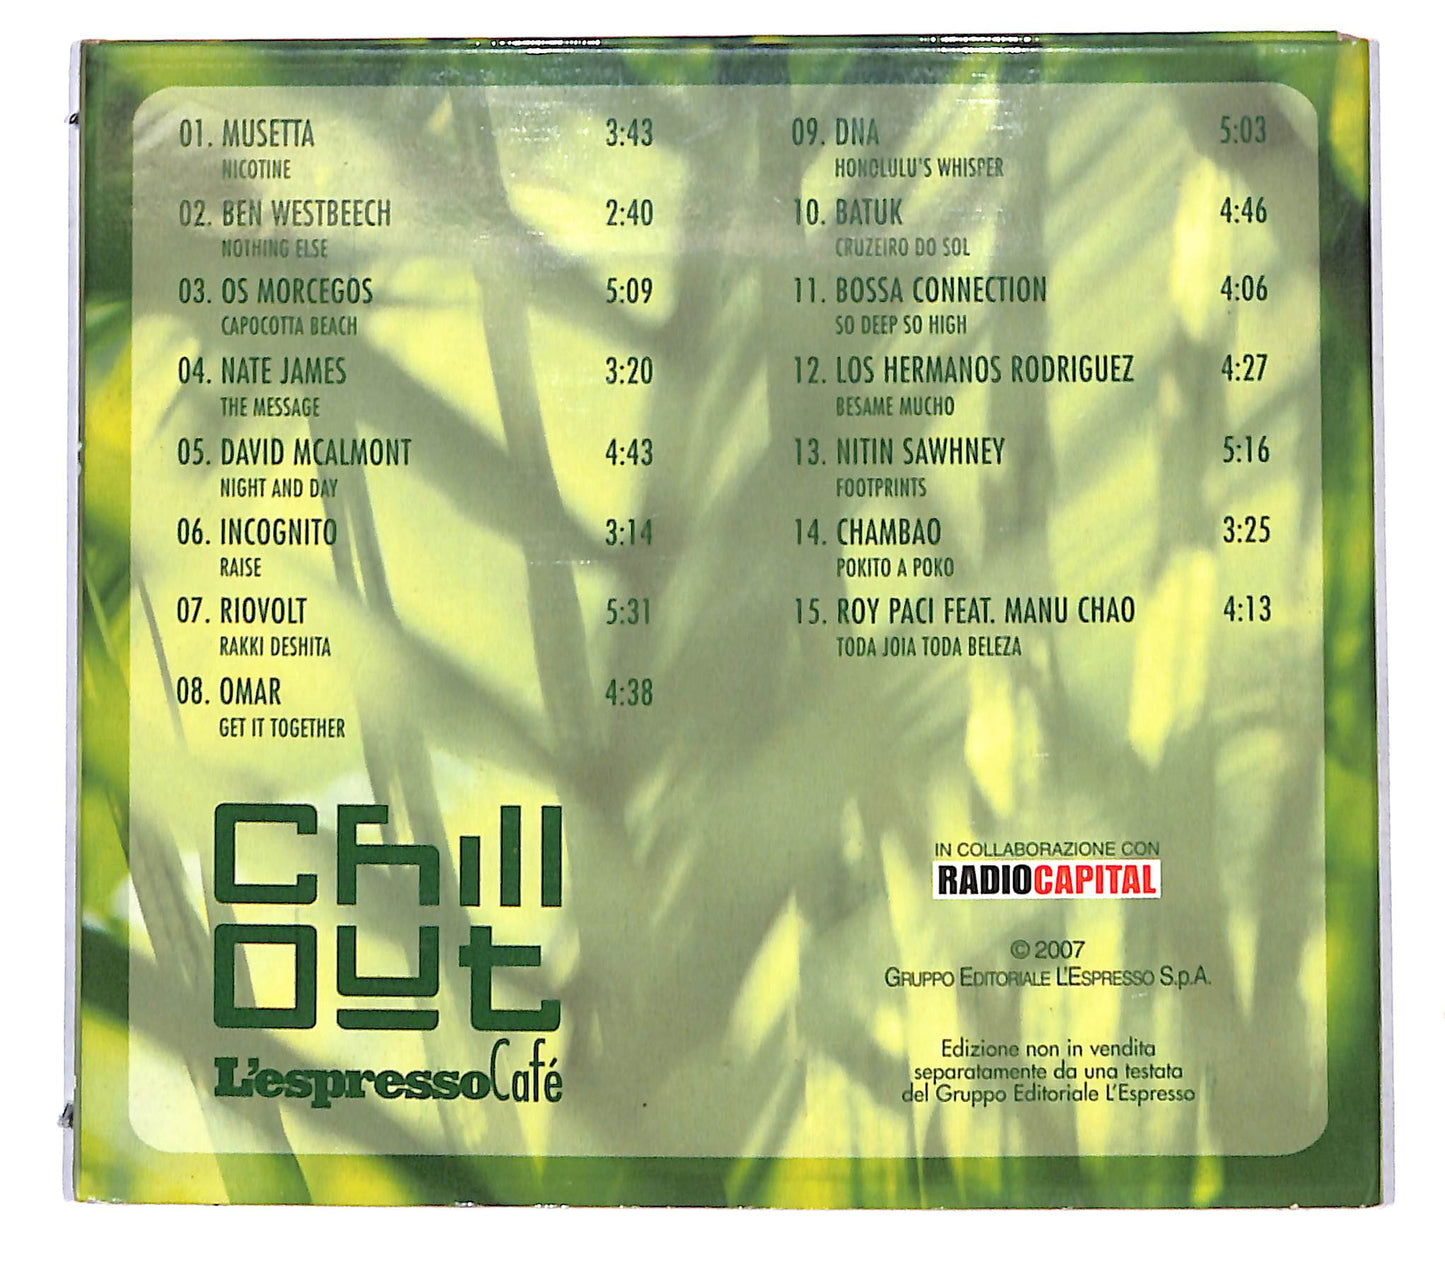 01. MUSETTA 3:43
NICOTINE
02. BEN WESTBEECH 2:40
NOTHING ELSE
03. OS MORCEGOS 5:09
CAPOCOTTA BEACH
04. NATE JAMES 3:20
THE MESSAGE
05. DAVID MCALMONT 4:43
NIGHT AND DAY
06. INCOGNITO 3:14
RAISE
07. RIOVOLT 5:31
RAKKI DESHITA
08. OMAR 4:38
GET IT TOGETHER
09. DNA 5:03
HONOLULU'S WHISPER
10. BATUK 4:46
CRUZEIRO DO SOL
11. BOSSA CONNECTION 4:06
SO DEEP SO HIGH
12. LOS HERMANOS RODRIGUEZ 4:27
BESAME MUCHO
13. NITIN SAWHNEY 5:16
FOOTPRINTS
14. CHAMBAO 3:25
POKITO A POKO
15. ROY PACI FEAT. MANU CHAO 4:13
TODA JOIA TODA BELEZA
Chill
Out
L'espresso Café
IN COLLABORAZIONE CON
RADIOCAPITAL
© 2007
GRUPPO EDITORIALE L'ESPRESSO S.p.A.
Edizione non in vendita
separatamente da una testata
del Gruppo Editoriale L'Espresso